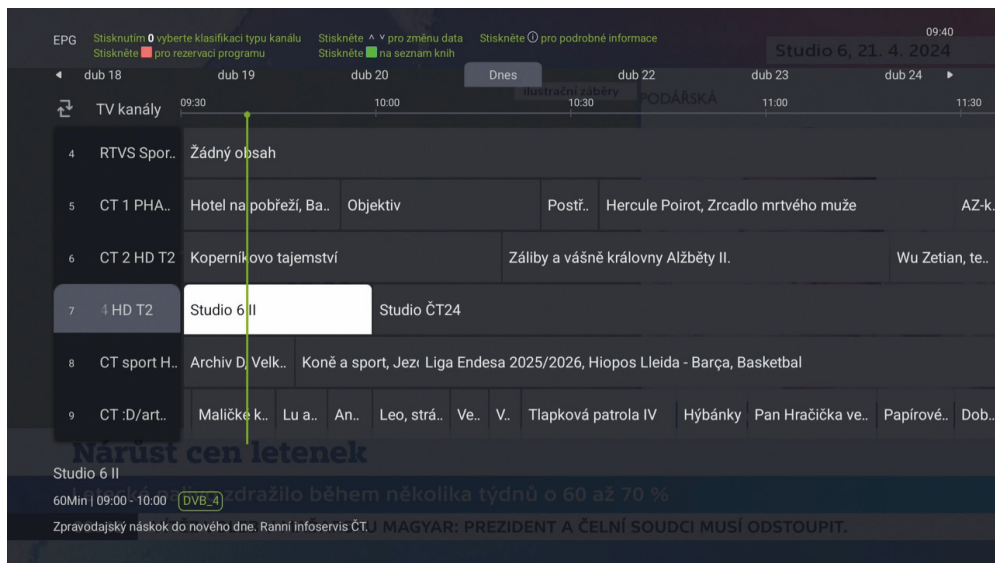 09:40
EPG
Stisknutím 0 vyberte klasifikaci typu kanálu
Stiskněte ˄ ˅ pro změnu data
Stiskněte ⓘ pro podrobné informace
Stiskněte pro rezervaci programu
Stiskněte na seznam knih
Studio 6, 21. 4. 2024
dub 18 dub 19 dub 20 Dnes dub 22 dub 23 dub 24
ilustrační záběry
PODÁŘSKÁ
TV kanály 09:30 10:00 10:30 11:00 11:30
4 RTVS Spor.. Žádný obsah
5 CT 1 PHA.. Hotel na pobřeží, Ba.. Objektiv Postř.. Hercule Poirot, Zrcadlo mrtvého muže AZ-k.
6 CT 2 HD T2 Koperníkovo tajemství Záliby a vášně královny Alžběty II. Wu Zetian, te..
7 4 HD T2 Studio 6 II Studio ČT24
8 CT sport H.. Archiv D, Velk.. Koně a sport, Jez Liga Endesa 2025/2026, Hiopos Lleida - Barça, Basketbal
9 CT :D/art.. Maličké k.. Lu a.. An.. Leo, strá.. Ve.. V.. Tlapková patrola IV Hýbánky Pan Hračička ve.. Papírové.. Dob..
Nárůst cen letenek
Studio 6 II
zdražilo během několika týdnů o 60 až 70 %
60Min | 09:00 - 10:00 DVB_4
U MAGYAR: PREZIDENT A ČELNÍ SOUDCI MUSÍ ODSTOUPIT.
Zpravodajský náskok do nového dne. Ranní infoservis ČT.